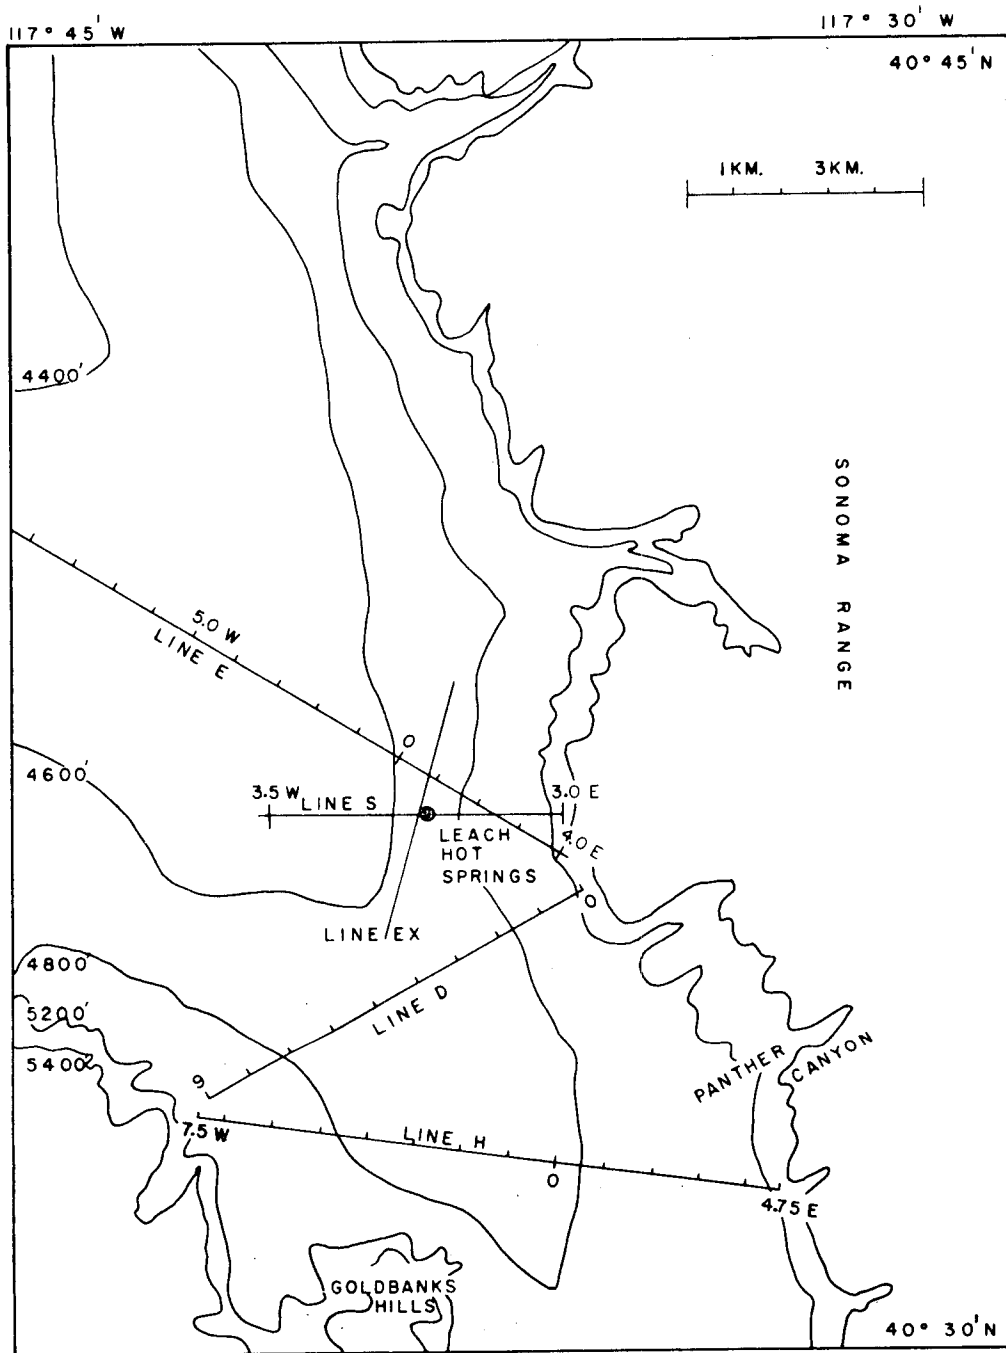 117° 45' W
117° 30' W
40° 45' N
1KM. 3KM.
4400'
SONOMA RANGE
5.0 W
LINE E
0
4600'
3.5 W
LINE S
3.0 E
4.0 E
LEACH
HOT
SPRINGS
0
LINE EX
4800'
LINE D
5200'
5400'
PANTHER CANYON
9
7.5 W
LINE H
0
4.75 E
GOLDBANKS
HILLS
40° 30' N